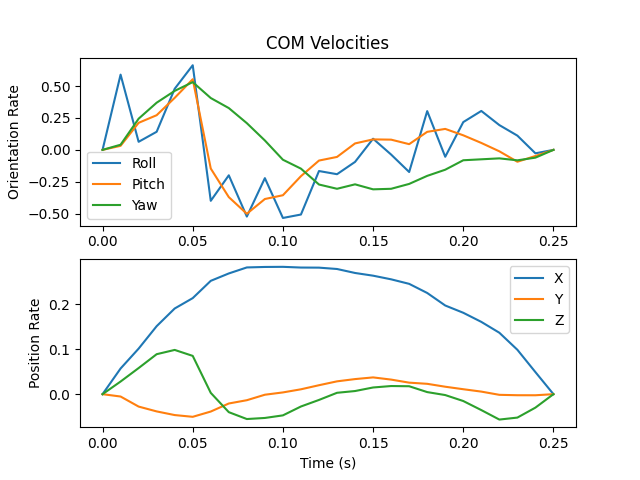 COM Velocities
Orientation Rate
0.50
0.25
0.00
−0.25
−0.50
Roll
Pitch
Yaw
0.00 0.05 0.10 0.15 0.20 0.25
Position Rate
0.2
0.1
0.0
X
Y
Z
0.00 0.05 0.10 0.15 0.20 0.25
Time (s)